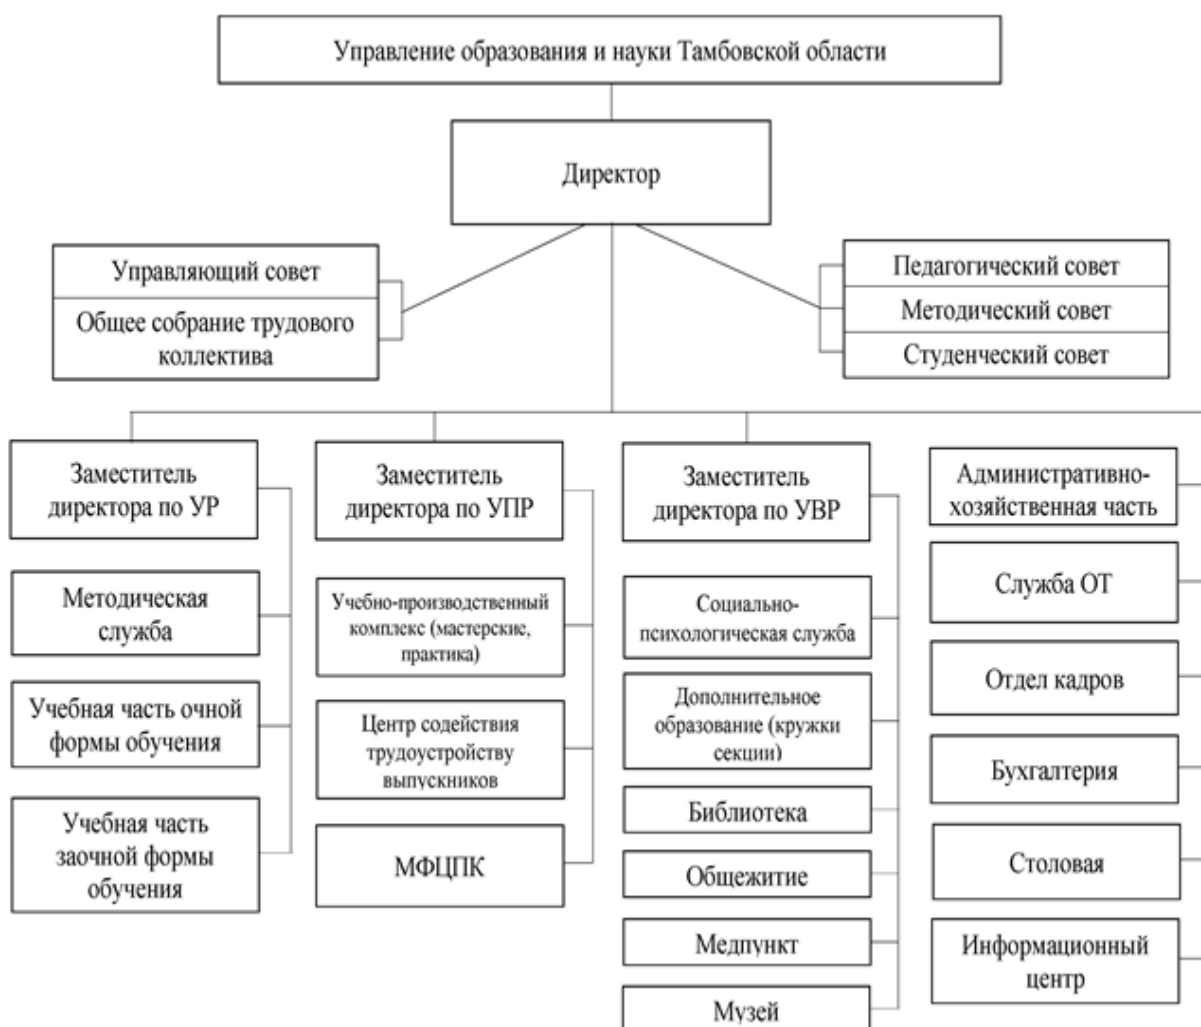 Управление образования и науки Тамбовской области
Директор
Управляющий совет
Общее собрание трудового
коллектива
Педагогический совет
Методический совет
Студенческий совет
Заместитель
директора по УР
Методическая
служба
Учебная часть очной
формы обучения
Учебная часть
заочной формы
обучения
Заместитель
директора по УПР
Учебно-производственный
комплекс (мастерские,
практика)
Центр содействия
трудоустройству
выпускников
МФЦПК
Заместитель
директора по УВР
Социально-
психологическая служба
Дополнительное
образование (кружки
секции)
Библиотека
Общежитие
Медпункт
Музей
Административно-
хозяйственная часть
Служба ОТ
Отдел кадров
Бухгалтерия
Столовая
Информационный
центр